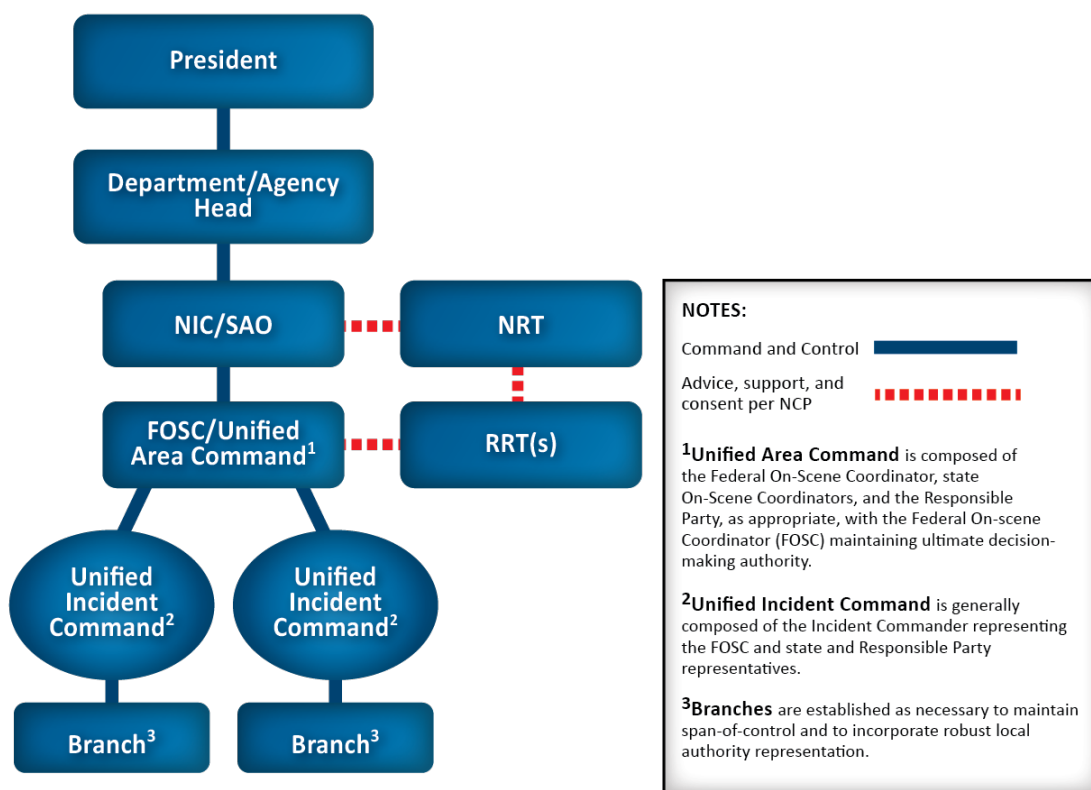 President
Department/Agency
Head
NIC/SAO
NRT
FOSC/Unified
Area Command¹
RRT(s)
Unified
Incident
Command²
Unified
Incident
Command²
Branch³
Branch³
NOTES:
Command and Control
Advice, support, and
consent per NCP
¹Unified Area Command is composed of
the Federal On-Scene Coordinator, state
On-Scene Coordinators, and the Responsible
Party, as appropriate, with the Federal On-scene
Coordinator (FOSC) maintaining ultimate decision-
making authority.
²Unified Incident Command is generally
composed of the Incident Commander representing
the FOSC and state and Responsible Party
representatives.
³Branches are established as necessary to maintain
span-of-control and to incorporate robust local
authority representation.